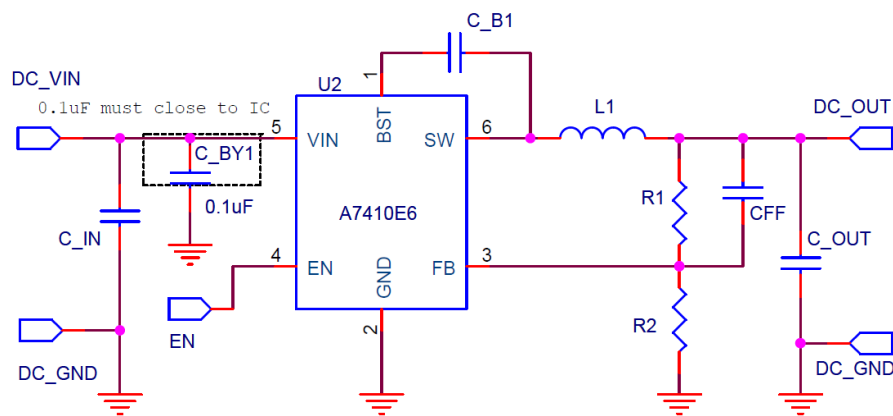 C_B1
DC_VIN
U2
0.1uF must close to IC
1
L1
DC_OUT
5
VIN
BST
SW
6
C_BY1
0.1uF
A7410E6
R1
CFF
C_IN
C_OUT
4
EN
GND
FB
3
EN
2
R2
DC_GND
DC_GND